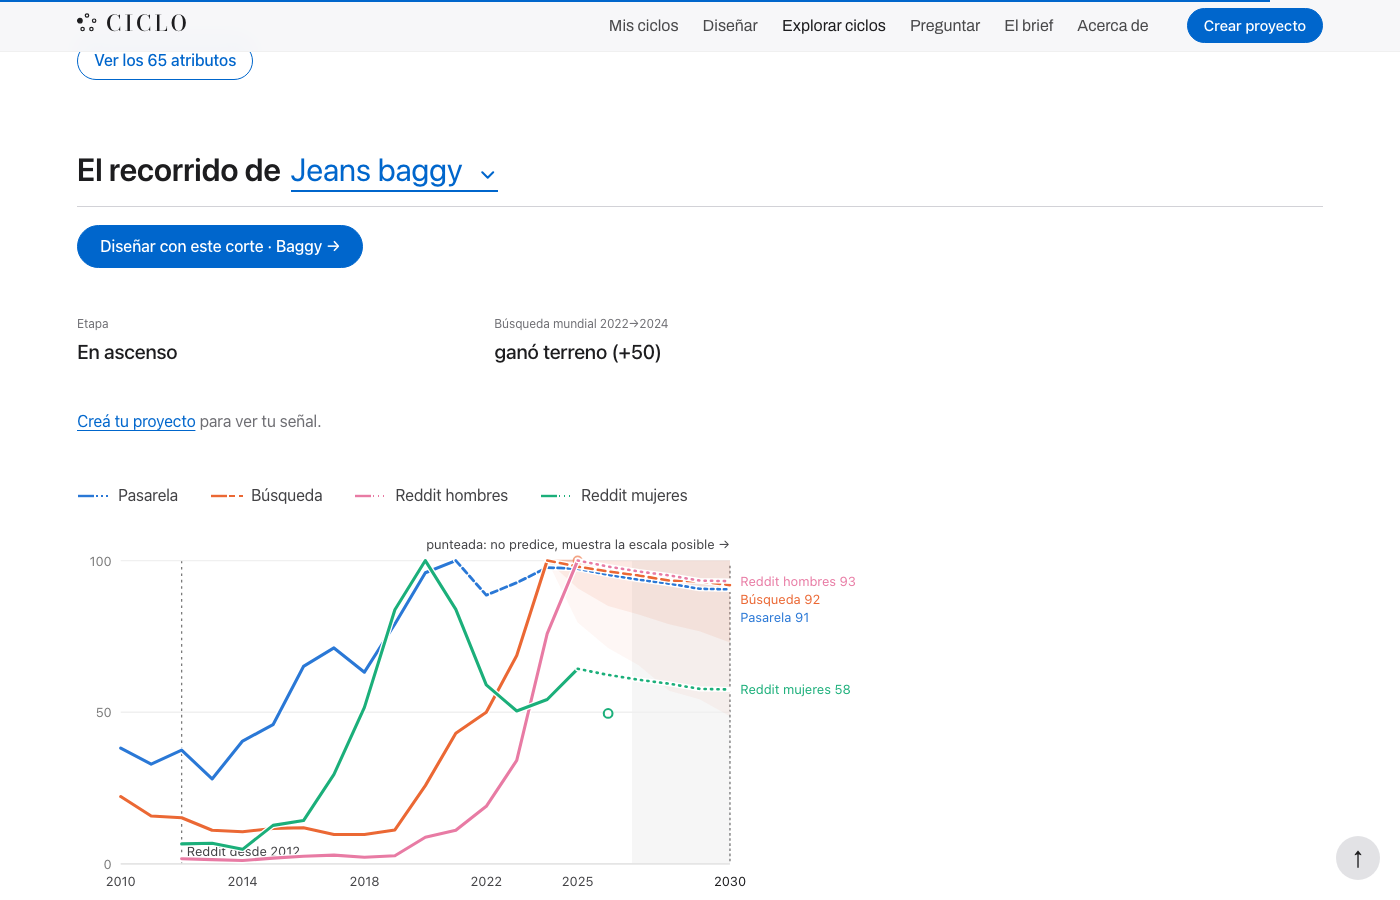 CICLO
Mis ciclos
Diseñar
Explorar ciclos
Preguntar
El brief
Acerca de
Crear proyecto
Ver los 65 atributos
El recorrido de Jeans baggy
Diseñar con este corte · Baggy →
Etapa
En ascenso
Búsqueda mundial 2022→2024
ganó terreno (+50)
Creá tu proyecto para ver tu señal.
Pasarela
Búsqueda
Reddit hombres
Reddit mujeres
punteada: no predice, muestra la escala posible →
100
50
0
Reddit hombres 93
Búsqueda 92
Pasarela 91
Reddit mujeres 58
Reddit desde 2012
2010
2014
2018
2022
2025
2030
↑